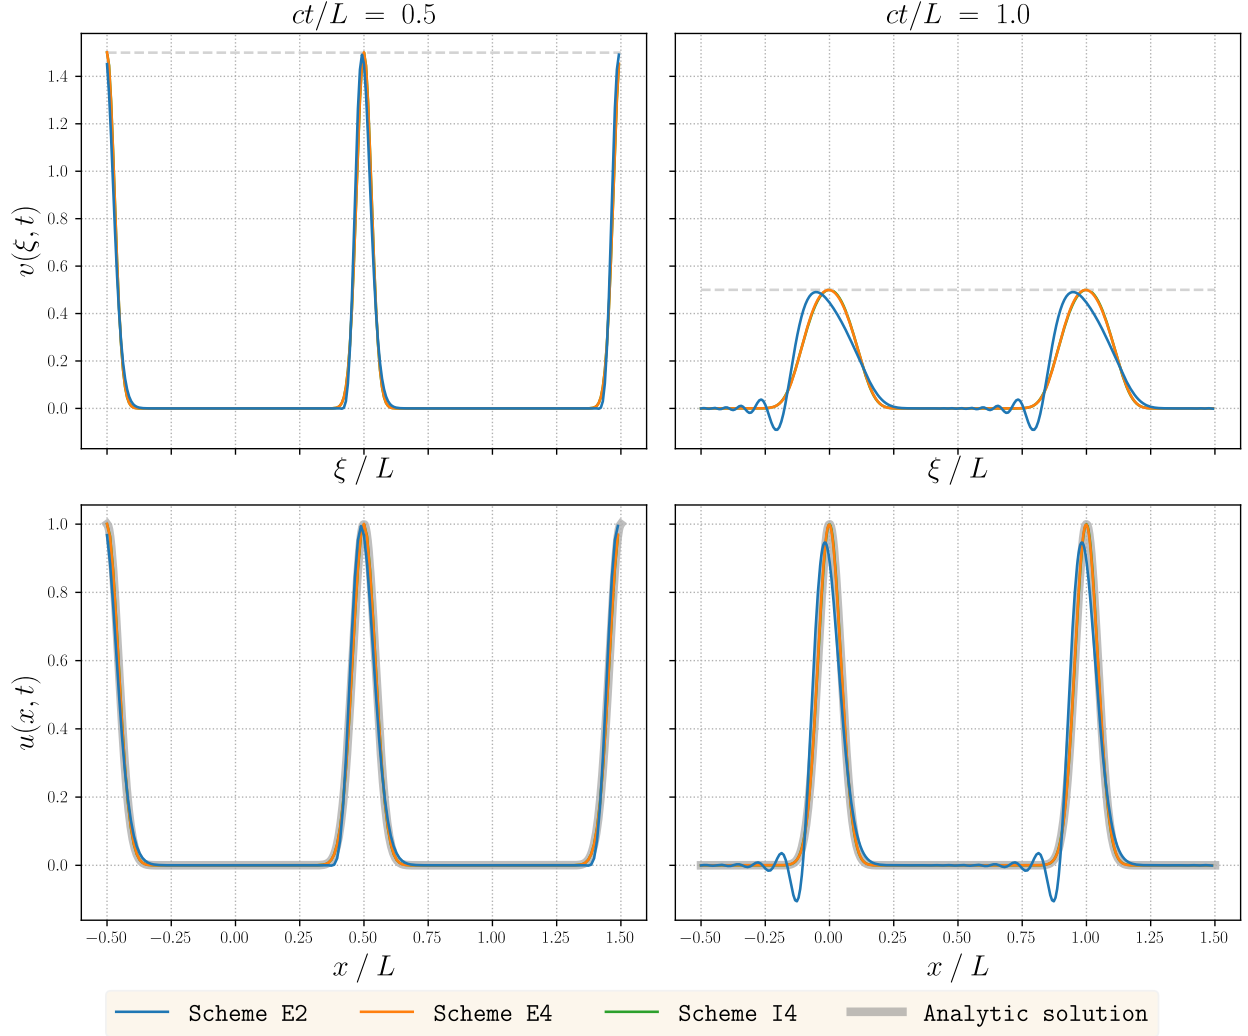 ct/L = 0.5
ct/L = 1.0
v(ξ, t)
1.4
1.2
1.0
0.8
0.6
0.4
0.2
0.0
ξ / L
ξ / L
u(x, t)
1.0
0.8
0.6
0.4
0.2
0.0
−0.50 −0.25 0.00 0.25 0.50 0.75 1.00 1.25 1.50
−0.50 −0.25 0.00 0.25 0.50 0.75 1.00 1.25 1.50
x / L
x / L
Scheme E2 Scheme E4 Scheme I4 Analytic solution